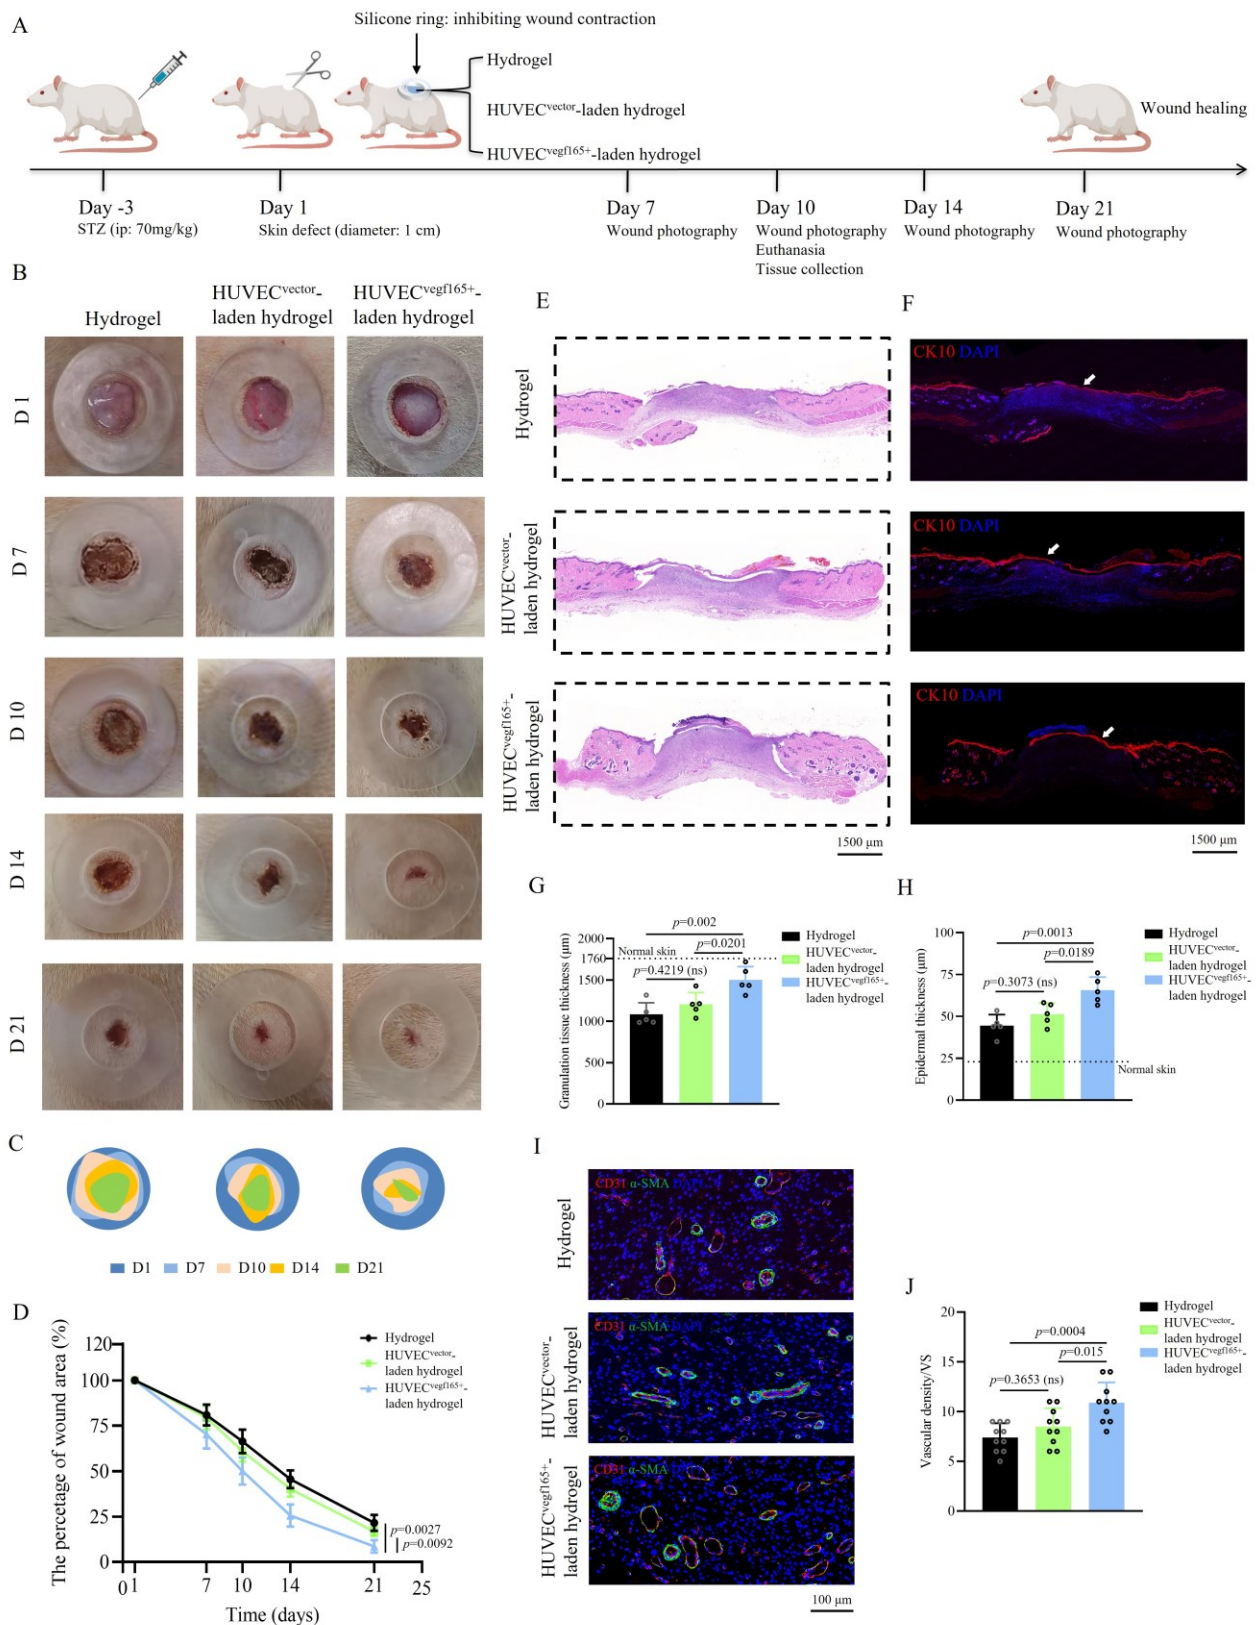 A
Silicone ring: inhibiting wound contraction
Hydrogel
HUVECvector-laden hydrogel
HUVECvegf165+-laden hydrogel
Wound healing
Day -3
STZ (ip: 70mg/kg)
Day 1
Skin defect (diameter: 1 cm)
Day 7
Wound photography
Day 10
Wound photography
Euthanasia
Tissue collection
Day 14
Wound photography
Day 21
Wound photography
B
Hydrogel
HUVECvector-
laden hydrogel
HUVECvegf165+-
laden hydrogel
D 1
D 7
D 10
D 14
D 21
C
D1
D7
D10
D14
D21
D
The percetage of wound area (%)
120
100
75
50
25
0
0
1
7
10
14
21
25
Time (days)
Hydrogel
HUVECvector-
laden hydrogel
HUVECvegf165+-
laden hydrogel
p=0.0027
p=0.0092
E
Hydrogel
HUVECvector-
laden hydrogel
HUVECvegf165+-
laden hydrogel
1500 μm
F
CK10 DAPI
CK10 DAPI
CK10 DAPI
1500 μm
G
Granulation tissue thickness (μm)
2000
1760
1500
1000
500
0
Normal skin
p=0.002
p=0.0201
p=0.4219 (ns)
Hydrogel
HUVECvector-
laden hydrogel
HUVECvegf165+-
laden hydrogel
H
Epidermal thickness (μm)
100
75
50
25
0
p=0.0013
p=0.0189
p=0.3073 (ns)
Normal skin
Hydrogel
HUVECvector-
laden hydrogel
HUVECvegf165+-
laden hydrogel
I
Hydrogel
HUVECvector-
laden hydrogel
HUVECvegf165+-
laden hydrogel
CD31 α-SMA DAPI
CD31 α-SMA DAPI
CD31 α-SMA
100 μm
J
Vascular density/VS
20
15
10
5
0
p=0.0004
p=0.015
p=0.3653 (ns)
Hydrogel
HUVECvector-
laden hydrogel
HUVECvegf165+-
laden hydrogel